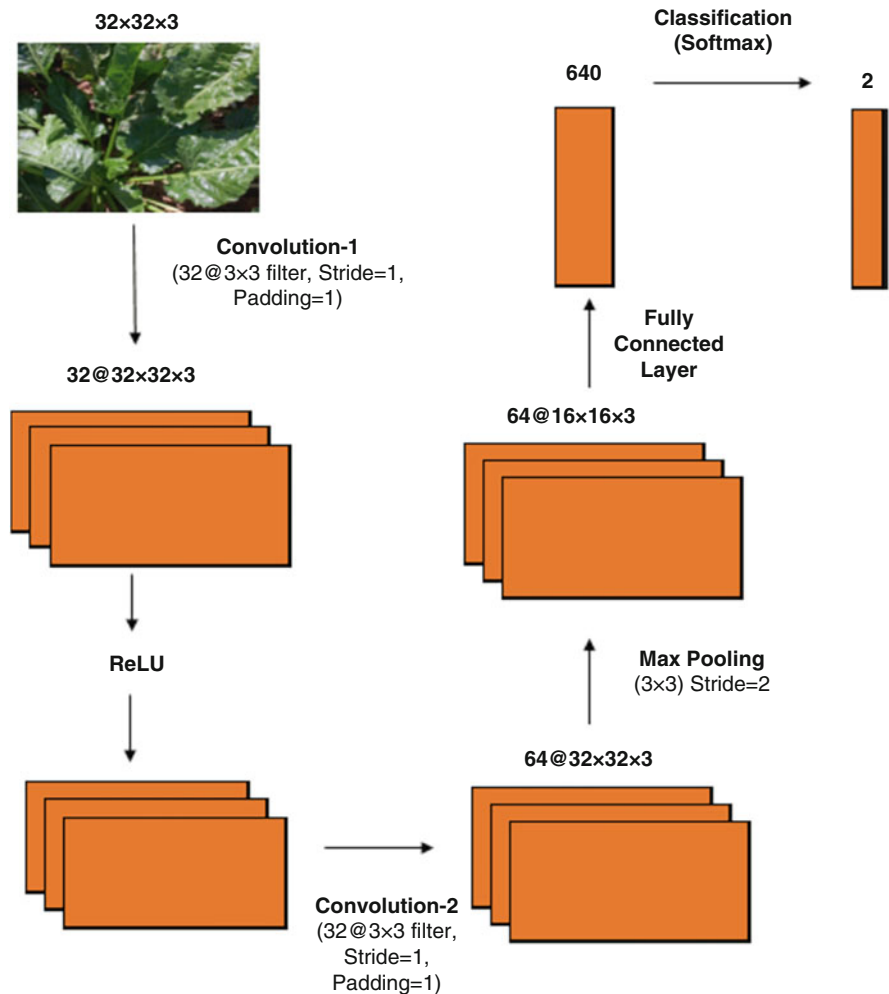 32×32×3
Convolution-1
(32@3×3 filter, Stride=1,
Padding=1)
32@32×32×3
ReLU
Convolution-2
(32@3×3 filter,
Stride=1,
Padding=1)
64@32×32×3
Max Pooling
(3×3) Stride=2
64@16×16×3
Fully
Connected
Layer
640
Classification
(Softmax)
2